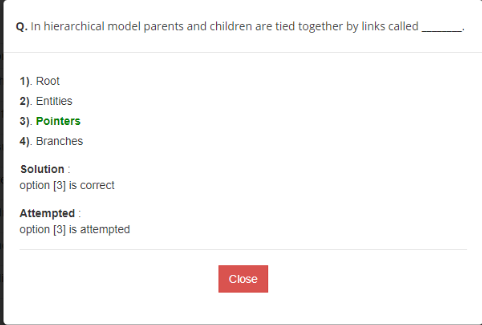 Q. In hierarchical model parents and children are tied together by links called ________.
1). Root
2). Entities
3). Pointers
4). Branches
Solution :
option [3] is correct
Attempted :
option [3] is attempted
Close